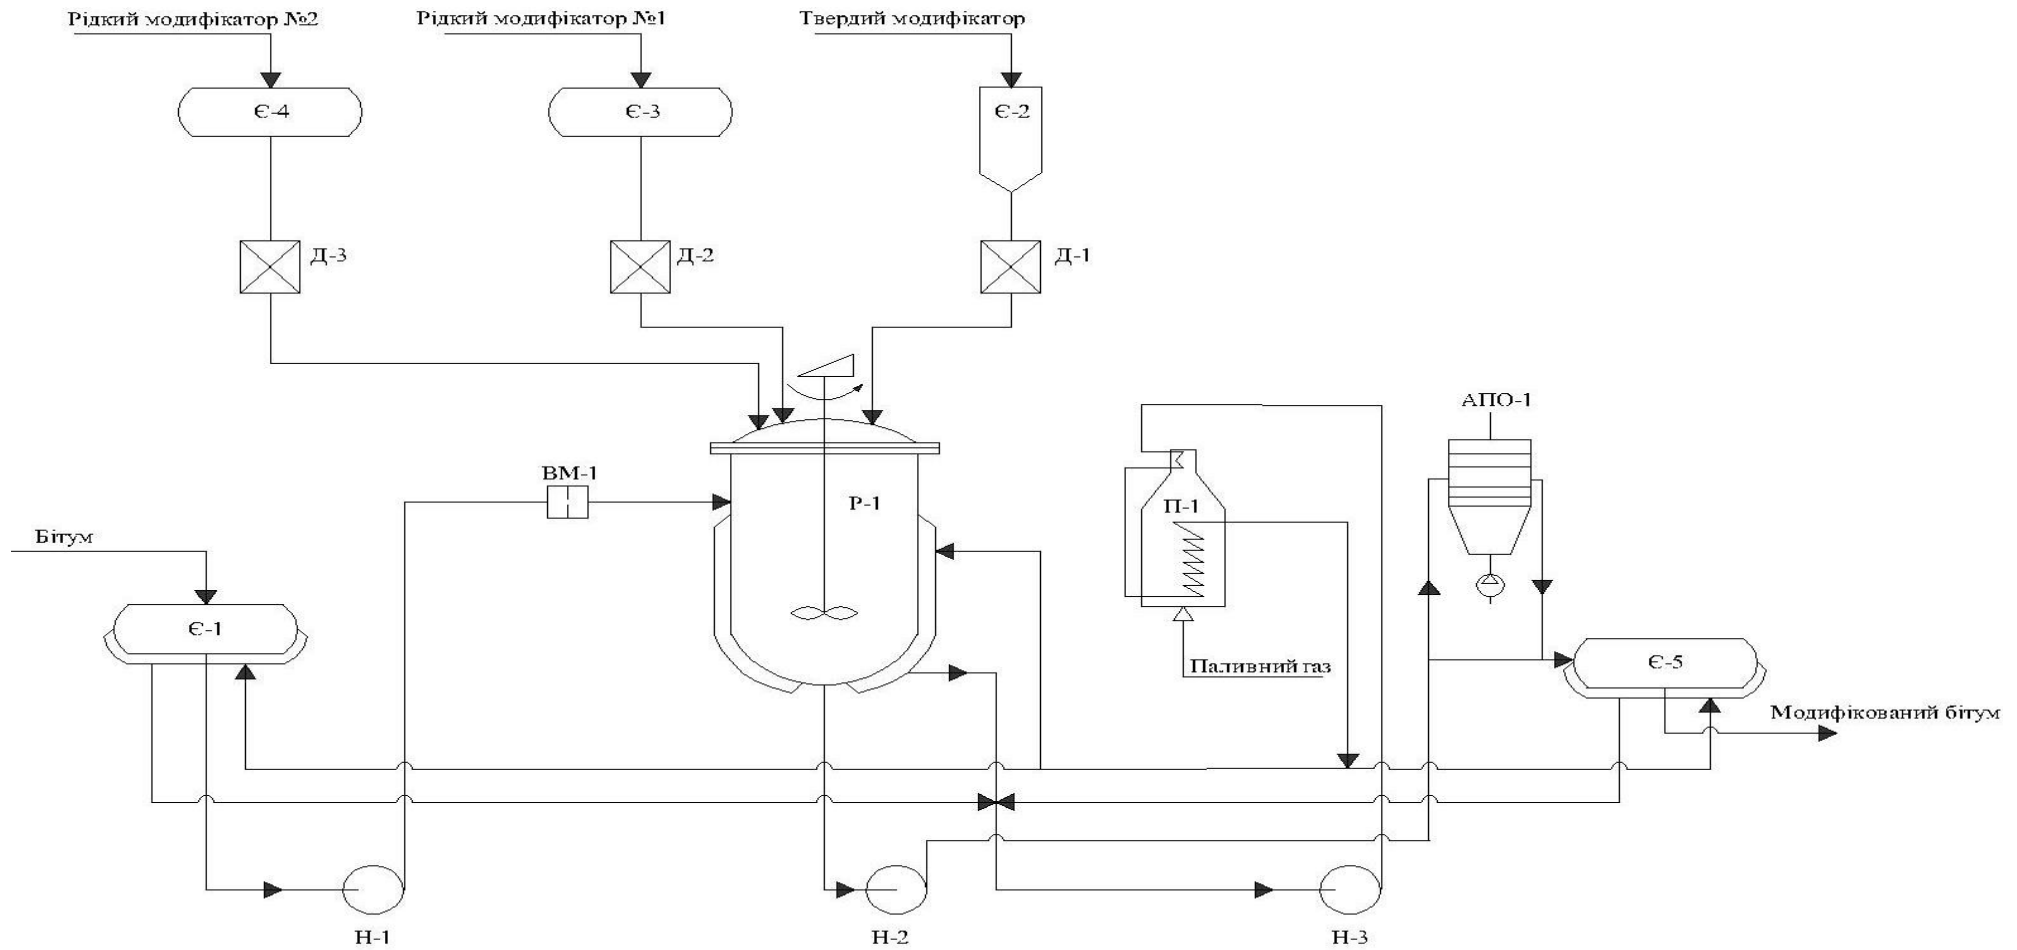 Рідкий модифікатор №2
Рідкий модифікатор №1
Твердий модифікатор
Є-4
Є-3
Є-2
Д-3
Д-2
Д-1
АПО-1
ВМ-1
Р-1
П-1
Бітум
Є-1
Паливний газ
Є-5
Модифікований бітум
Н-1
Н-2
Н-3